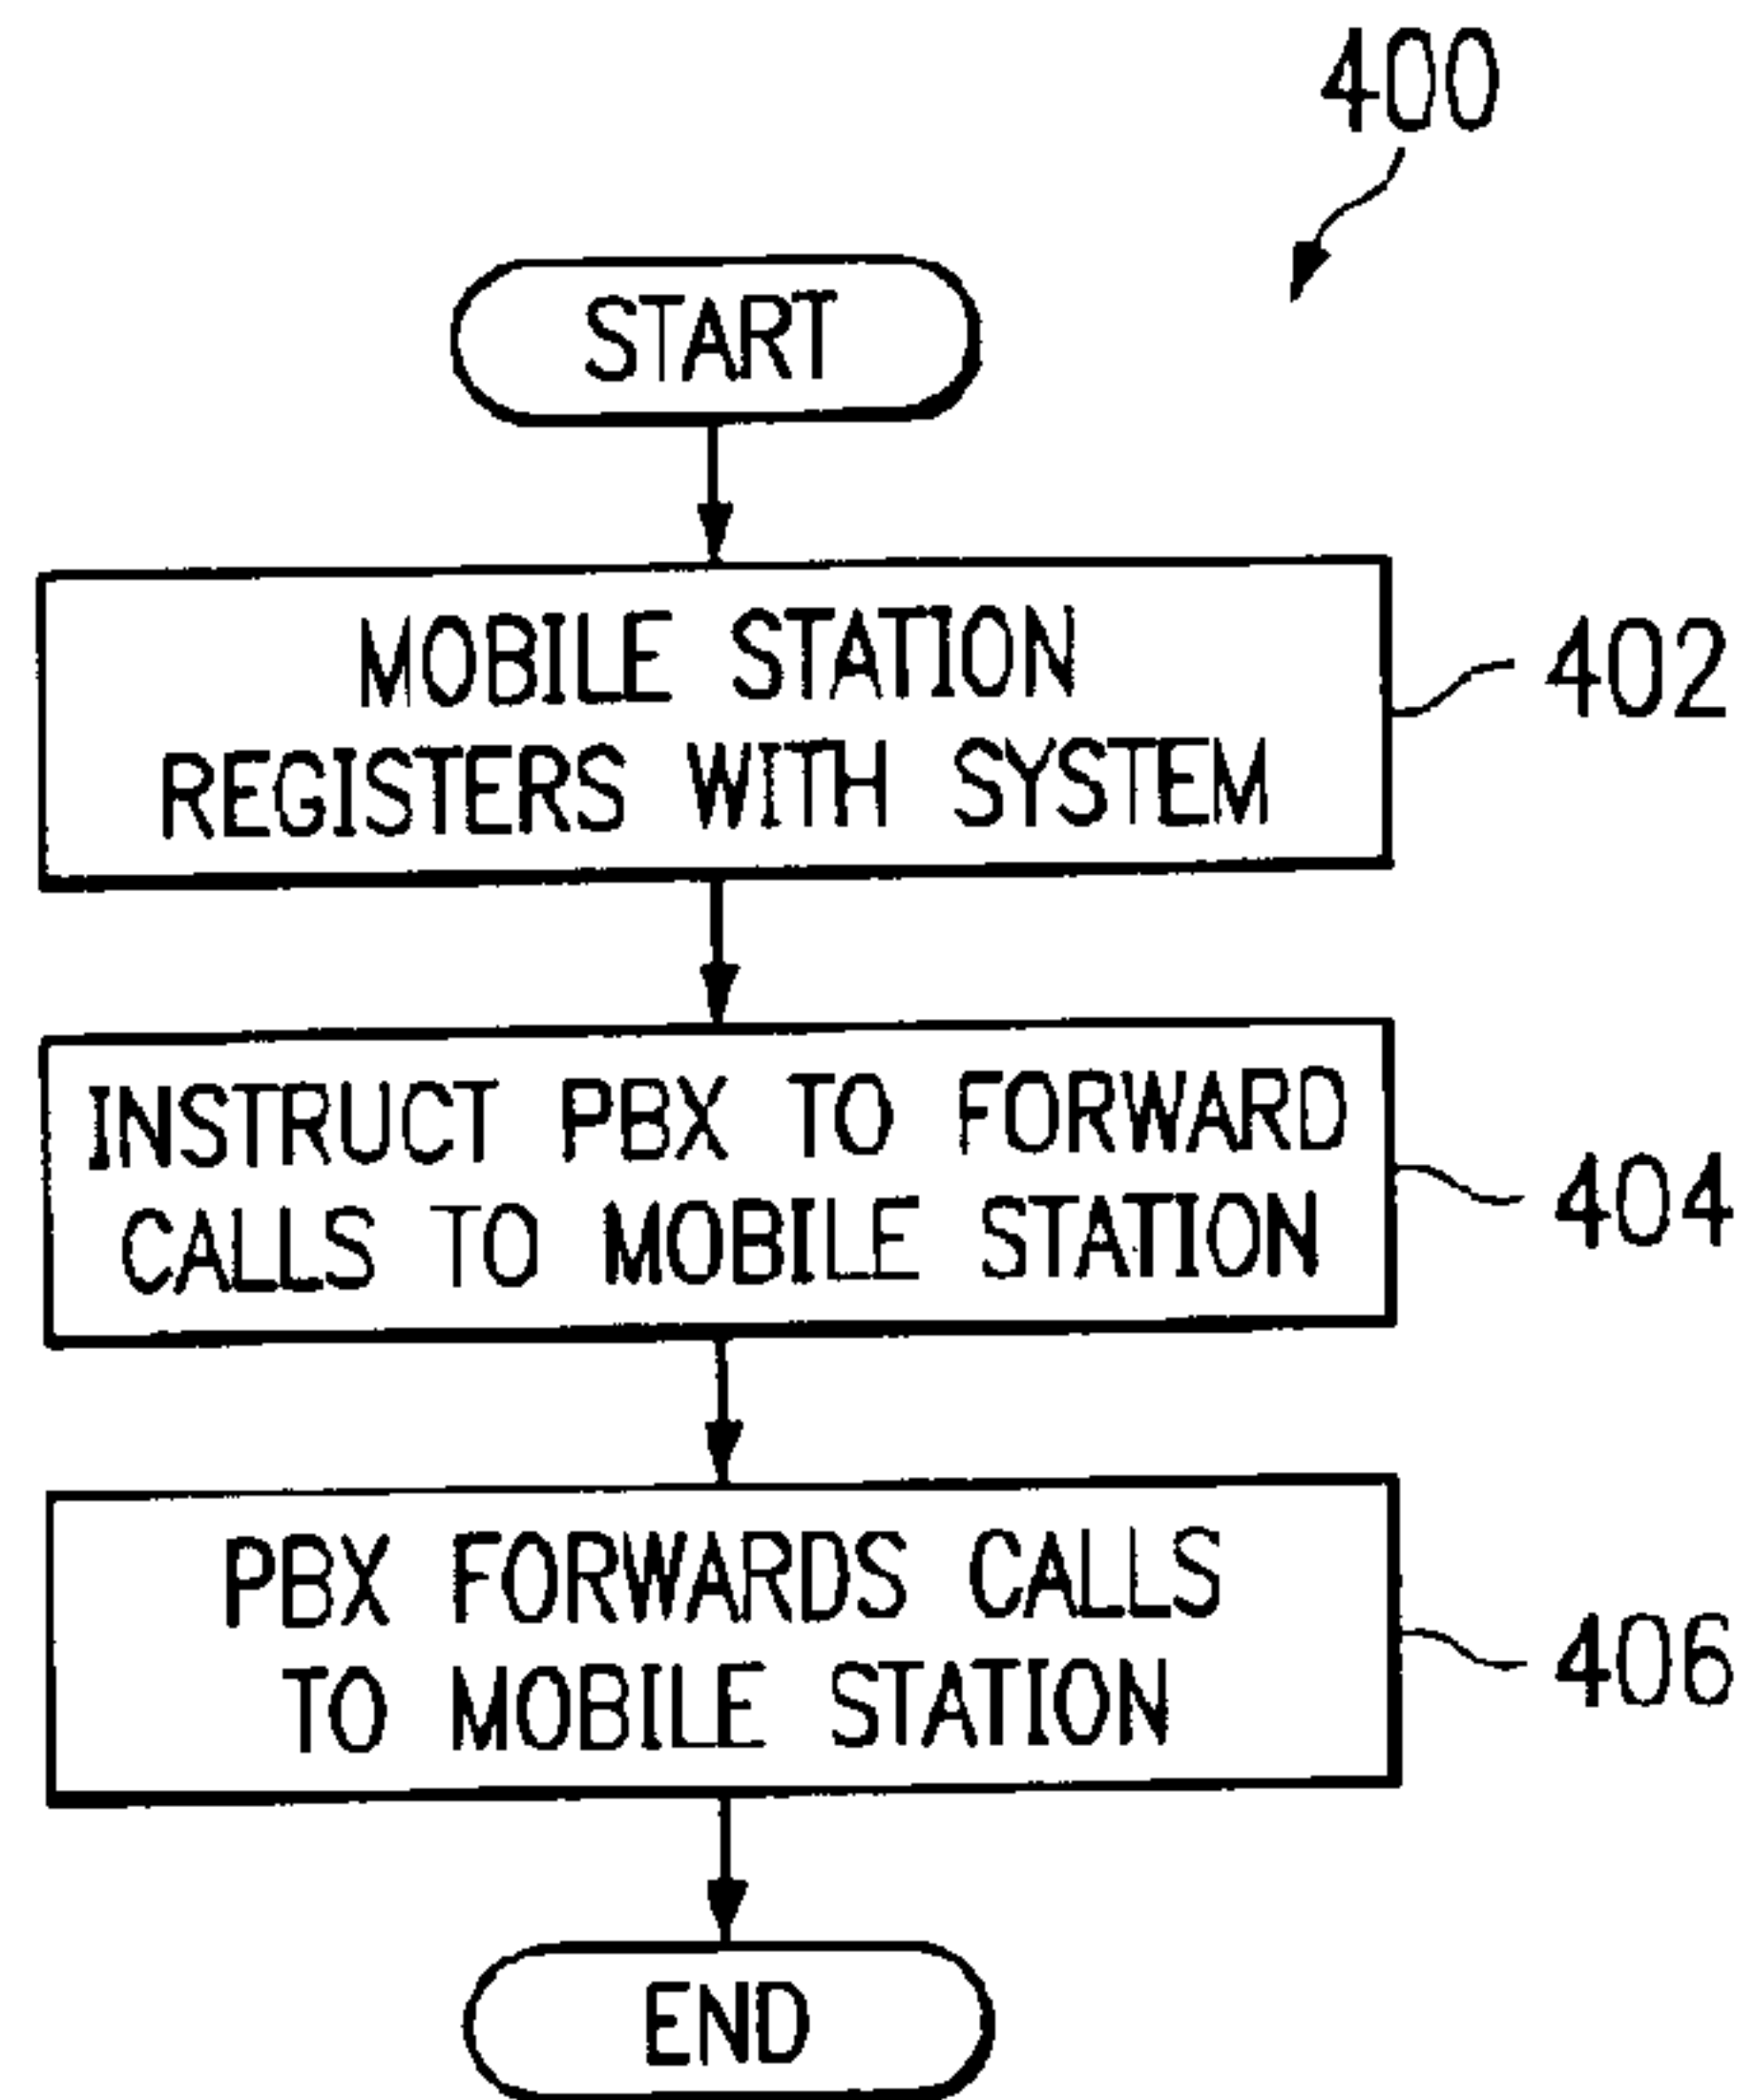 400
START
MOBILE STATION
REGISTERS WITH SYSTEM
402
INSTRUCT PBX TO FORWARD
CALLS TO MOBILE STATION
404
PBX FORWARDS CALLS
TO MOBILE STATION
406
END